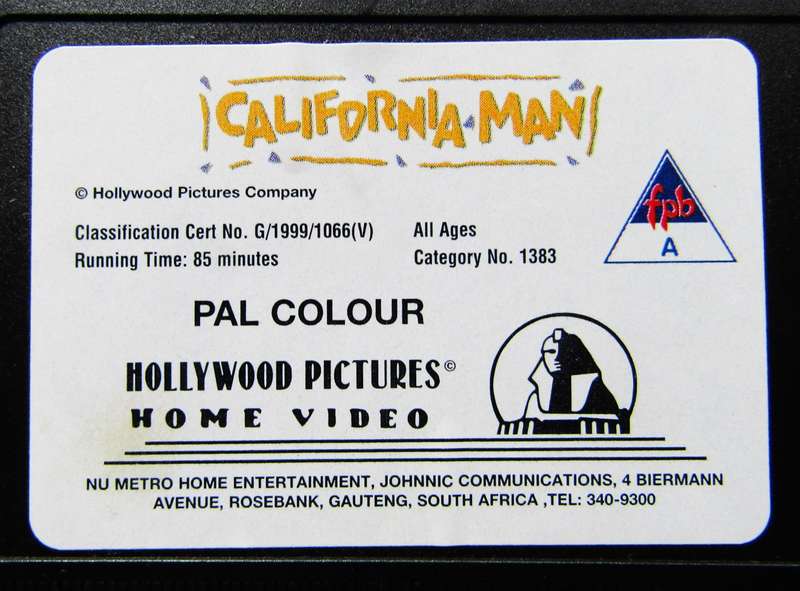 CALIFORNIA MAN
© Hollywood Pictures Company
Classification Cert No. G/1999/1066(V) All Ages
Running Time: 85 minutes Category No. 1383
fpb
A
PAL COLOUR
HOLLYWOOD PICTURES©
HOME VIDEO
NU METRO HOME ENTERTAINMENT, JOHNNIC COMMUNICATIONS, 4 BIERMANN
AVENUE, ROSEBANK, GAUTENG, SOUTH AFRICA ,TEL: 340-9300